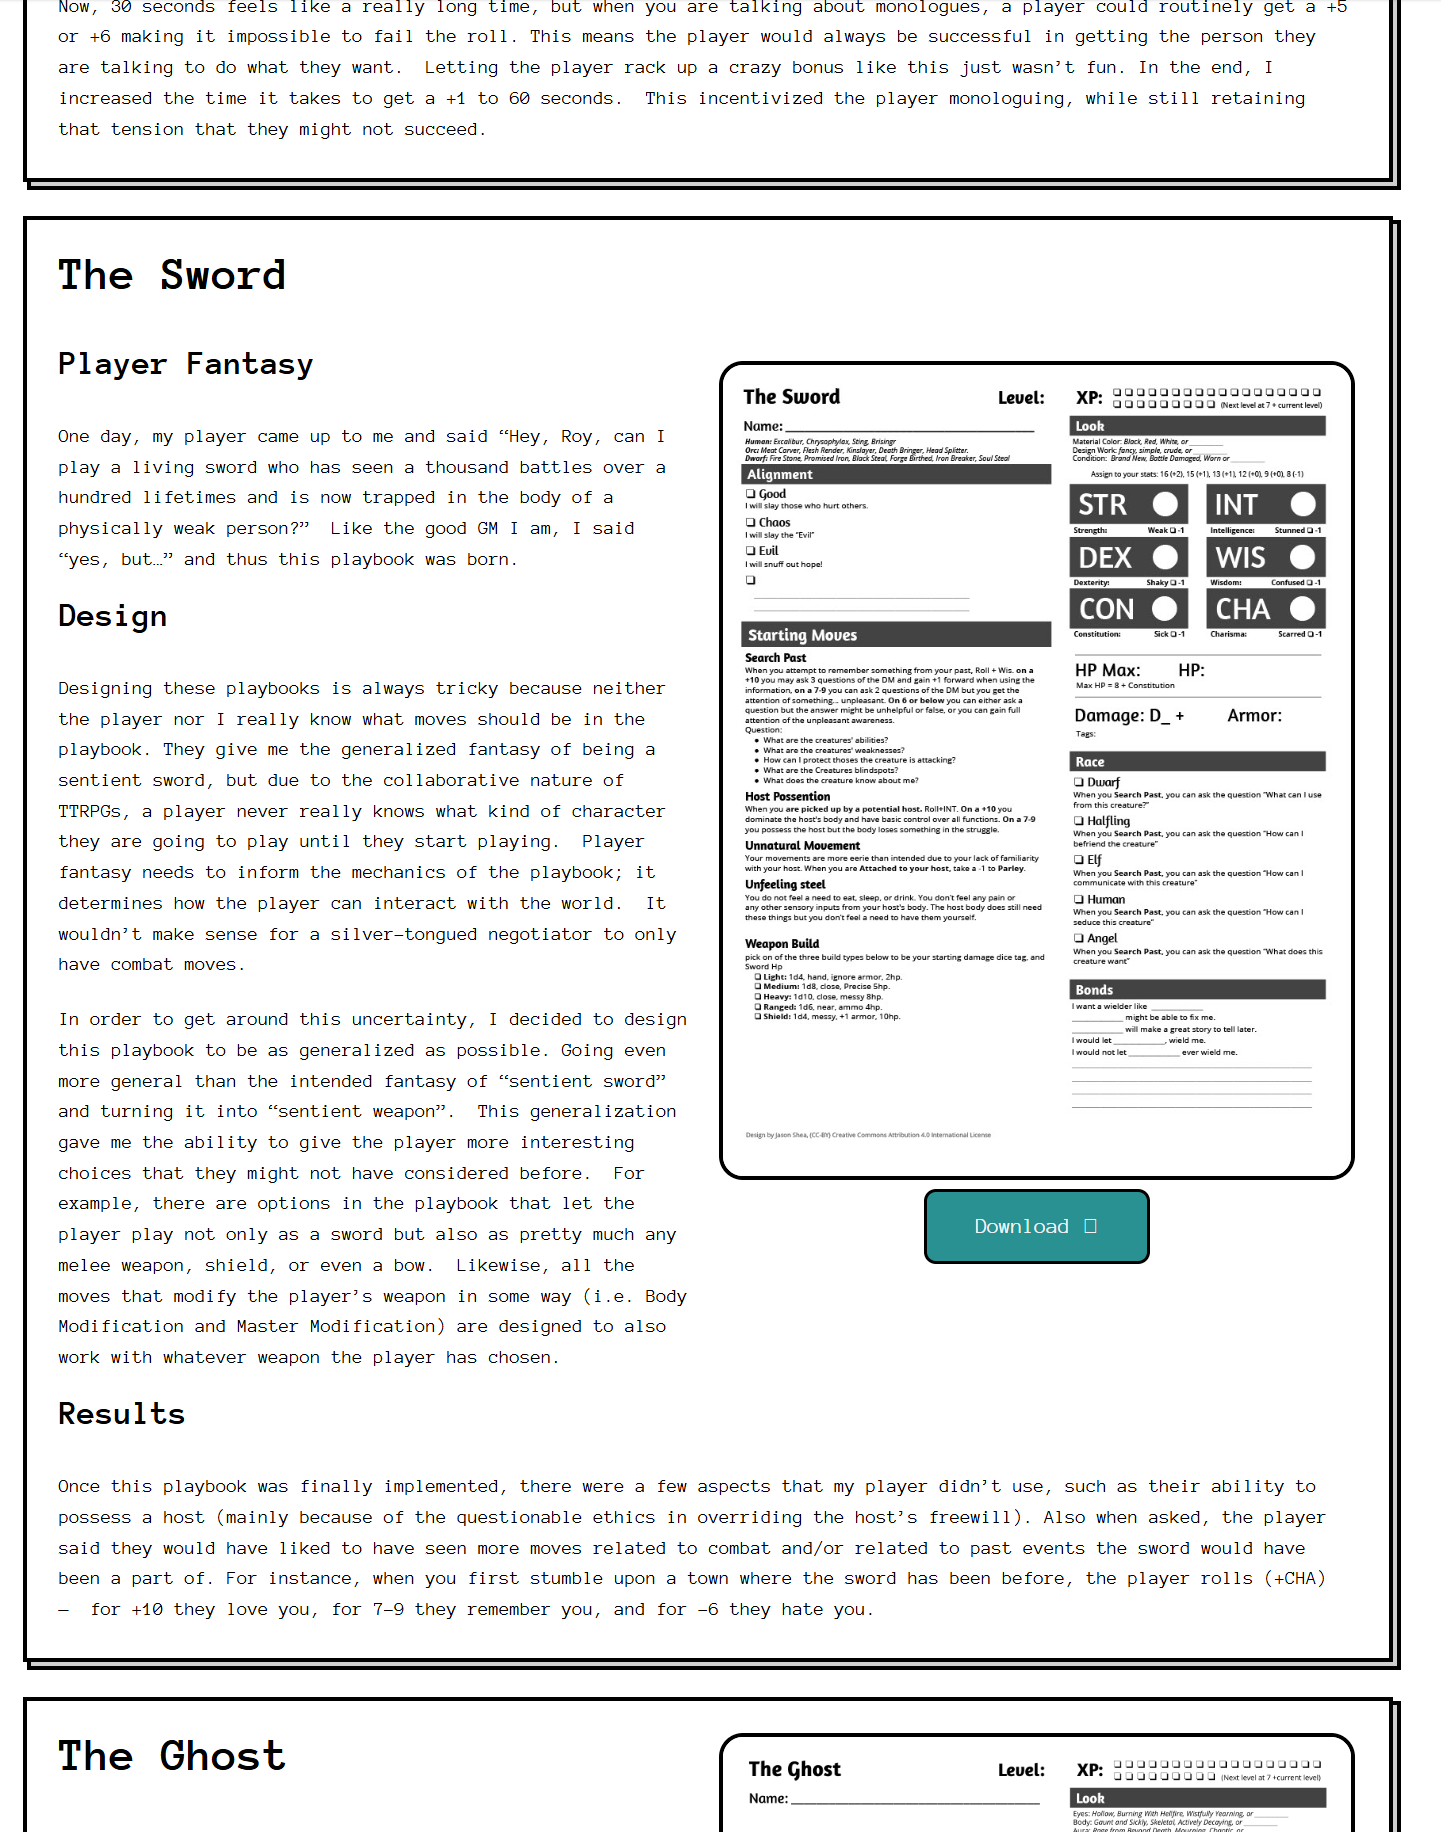 Now, 30 seconds feels like a really long time, but when you are talking about monologues, a player could routinely get a +5
or +6 making it impossible to fail the roll. This means the player would always be successful in getting the person they
are talking to do what they want.  Letting the player rack up a crazy bonus like this just wasn’t fun. In the end, I
increased the time it takes to get a +1 to 60 seconds.  This incentivized the player monologuing, while still retaining
that tension that they might not succeed.
The Sword
Player Fantasy
One day, my player came up to me and said “Hey, Roy, can I
play a living sword who has seen a thousand battles over a
hundred lifetimes and is now trapped in the body of a
physically weak person?”  Like the good GM I am, I said
“yes, but…” and thus this playbook was born.
Design
Designing these playbooks is always tricky because neither
the player nor I really know what moves should be in the
playbook. They give me the generalized fantasy of being a
sentient sword, but due to the collaborative nature of
TTRPGs, a player never really knows what kind of character
they are going to play until they start playing.  Player
fantasy needs to inform the mechanics of the playbook; it
determines how the player can interact with the world.  It
wouldn’t make sense for a silver-tongued negotiator to only
have combat moves.
In order to get around this uncertainty, I decided to design
this playbook to be as generalized as possible. Going even
more general than the intended fantasy of “sentient sword”
and turning it into “sentient weapon”.  This generalization
gave me the ability to give the player more interesting
choices that they might not have considered before.  For
example, there are options in the playbook that let the
player play not only as a sword but also as pretty much any
melee weapon, shield, or even a bow.  Likewise, all the
moves that modify the player’s weapon in some way (i.e. Body
Modification and Master Modification) are designed to also
work with whatever weapon the player has chosen.
The Sword
Level:
Name:
Human: Excalibur, Chrysophylax, Sting, Brisingr
Orc: Meat Carver, Flesh Render, Kinslayer, Death Bringer, Head Splitter.
Dwarf: Fire Stone, Promised Iron, Black Steal, Forge Birthed, Iron Breaker, Soul Steal
Alignment
Good
I will slay those who hurt others.
Chaos
I will slay the “Evil”
Evil
I will snuff out hope!
Starting Moves
Search Past
When you attempt to remember something from your past, Roll + Wis. on a
+10 you may ask 3 questions of the DM and gain +1 forward when using the
information, on a 7-9 you can ask 2 questions of the DM but you get the
attention of something... unpleasant. On 6 or below you can either ask a
question but the answer might be unhelpful or false, or you can gain full
attention of the unpleasant awareness.
Question:
● What are the creatures' abilities?
● What are the creatures' weaknesses?
● How can I protect thoses the creature is attacking?
● What are the Creatures blindspots?
● What does the creature know about me?
Host Possention
When you are picked up by a potential host. Roll+INT. On a +10 you
dominate the host's body and have basic control over all functions. On a 7-9
you possess the host but the body loses something in the struggle.
Unnatural Movement
Your movements are more eerie than intended due to your lack of familiarity
with your host. When you are Attached to your host, take a -1 to Parley.
Unfeeling steel
You do not feel a need to eat, sleep, or drink. You don't feel any pain or
any other sensory inputs from your host's body. The host body does still need
these things but you don't feel a need to have them yourself.
Weapon Build
pick on of the three build types below to be your starting damage dice tag, and
Sword Hp
Light: 1d4, hand, ignore armor, 2hp.
Medium: 1d8, close, Precise 5hp.
Heavy: 1d10, close, messy 8hp.
Ranged: 1d6, near, ammo 4hp.
Shield: 1d4, messy, +1 armor, 10hp.
Design by Jason Shea, (CC-BY) Creative Commons Attribution 4.0 International License
XP:
(Next level at 7 + current level)
Look
Material Color: Black, Red, White, or
Design Work: fancy, simple, crude, or
Condition: Brand New, Battle Damaged, Worn or
Assign to your stats: 16 (+2), 15 (+1), 13 (+1), 12 (+0), 9 (+0), 8 (-1)
STR INT
Strength: Weak -1 Intelligence: Stunned -1
DEX WIS
Dexterity: Shaky -1 Wisdom: Confused -1
CON CHA
Constitution: Sick -1 Charisma: Scarred -1
HP Max: HP:
Max HP = 8 + Constitution
Damage: D_ + Armor:
Tags:
Race
Dwarf
When you Search Past, you can ask the question “What can I use
from this creature?”
Halfling
When you Search Past, you can ask the question “How can I
befriend the creature”
Elf
When you Search Past, you can ask the question “How can I
communicate with this creature”
Human
When you Search Past, you can ask the question “How can I
seduce this creature”
Angel
When you Search Past, you can ask the question “What does this
creature want”
Bonds
I want a wielder like ____________
____________ might be able to fix me.
____________ will make a great story to tell later.
I would let ____________, wield me.
I would not let ____________ ever wield me.
Download
Results
Once this playbook was finally implemented, there were a few aspects that my player didn’t use, such as their ability to
possess a host (mainly because of the questionable ethics in overriding the host’s freewill). Also when asked, the player
said they would have liked to have seen more moves related to combat and/or related to past events the sword would have
been a part of. For instance, when you first stumble upon a town where the sword has been before, the player rolls (+CHA)
–  for +10 they love you, for 7-9 they remember you, and for -6 they hate you.
The Ghost
The Ghost
Level:
Name:
XP:
(Next level at 7 +current level)
Look
Eyes: Hollow, Burning With Hellfire, Wistfully Yearning, or
Body: Gaunt and Sickly, Skeletal, Actively Decaying, or
Aura: Rage from Beyond Death, Mourning, Chaotic, or